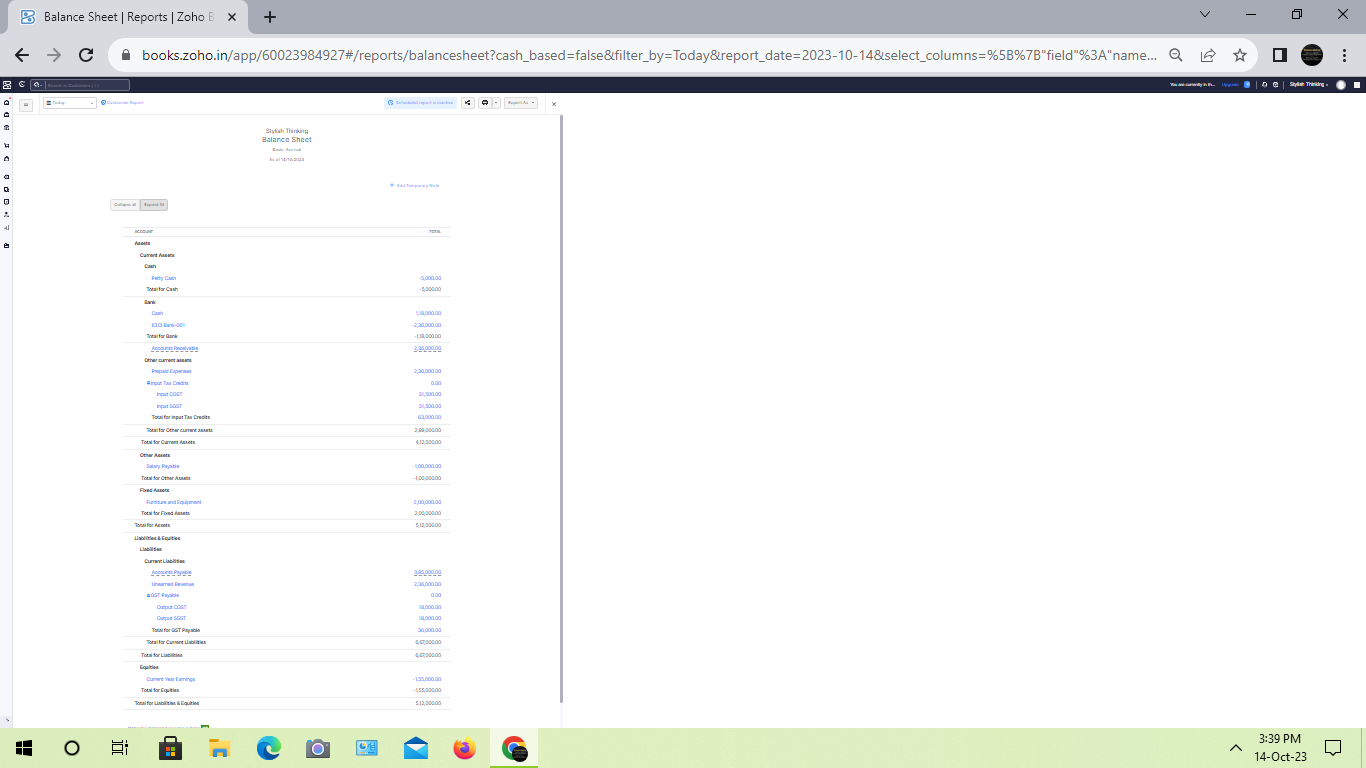 Balance Sheet | Reports | Zoho B
books.zoho.in/app/60023984927#/reports/balancesheet?cash_based=false&filter_by=Today&report_date=2023-10-14&select_columns=%5B%7B"field"%3A"name...
Search in Customers ( / )
You are currently in tr...
Upgrade
Stylish Thinking
Today
Customize Report
Scheduled report is inactive
Export As
Stylish Thinking
Balance Sheet
Basis: Accrual
As of 14/10/2023
Add Temporary Note
Collapse all Expand All
ACCOUNT TOTAL
Assets
Current Assets
Cash
Petty Cash -5,000.00
Total for Cash -5,000.00
Bank
Cash 1,18,000.00
ICICI Bank-001 -2,36,000.00
Total for Bank -1,18,000.00
Accounts Receivable 2,36,000.00
Other current assets
Prepaid Expenses 2,36,000.00
Input Tax Credits 0.00
Input CGST 31,500.00
Input SGST 31,500.00
Total for Input Tax Credits 63,000.00
Total for Other current assets 2,99,000.00
Total for Current Assets 4,12,000.00
Other Assets
Salary Payable -1,00,000.00
Total for Other Assets -1,00,000.00
Fixed Assets
Furniture and Equipment 2,00,000.00
Total for Fixed Assets 2,00,000.00
Total for Assets 5,12,000.00
Liabilities & Equities
Liabilities
Current Liabilities
Accounts Payable 3,95,000.00
Unearned Revenue 2,36,000.00
GST Payable 0.00
Output CGST 18,000.00
Output SGST 18,000.00
Total for GST Payable 36,000.00
Total for Current Liabilities 6,67,000.00
Total for Liabilities 6,67,000.00
Equities
Current Year Earnings -1,55,000.00
Total for Equities -1,55,000.00
Total for Liabilities & Equities 5,12,000.00
3:39 PM
14-Oct-23